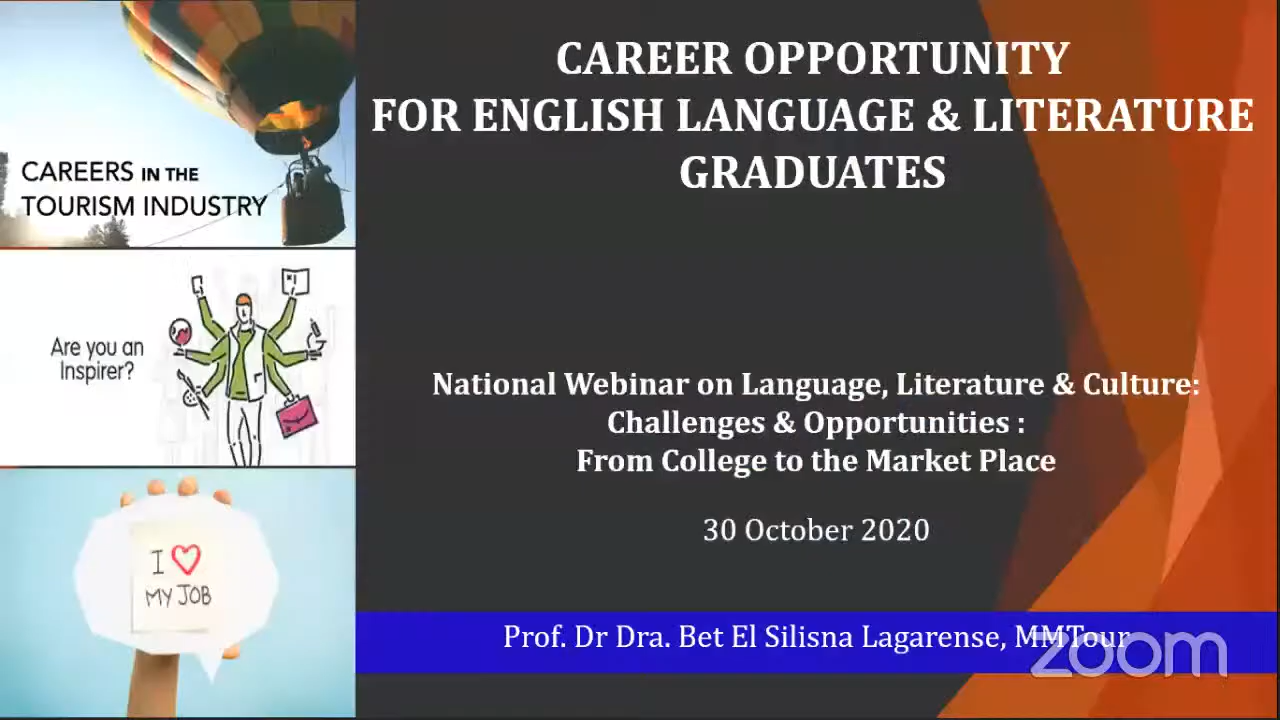 CAREER OPPORTUNITY
FOR ENGLISH LANGUAGE & LITERATURE
GRADUATES
CAREERS IN THE
TOURISM INDUSTRY
Are you an
Inspirer?
I
MY JOB
National Webinar on Language, Literature & Culture:
Challenges & Opportunities :
From College to the Market Place
30 October 2020
Prof. Dr Dra. Bet El Silisna Lagarense, MMTour
zoom